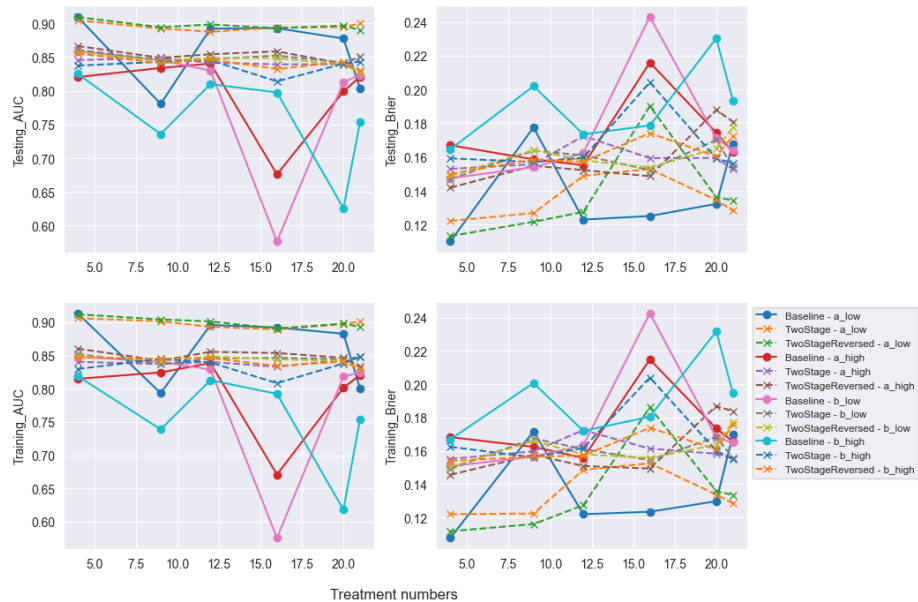 Testing_AUC
0.90
0.85
0.80
0.75
0.70
0.65
0.60
5.0 7.5 10.0 12.5 15.0 17.5 20.0
Testing_Brier
0.24
0.22
0.20
0.18
0.16
0.14
0.12
5.0 7.5 10.0 12.5 15.0 17.5 20.0
Training_AUC
0.90
0.85
0.80
0.75
0.70
0.65
0.60
5.0 7.5 10.0 12.5 15.0 17.5 20.0
Training_Brier
0.24
0.22
0.20
0.18
0.16
0.14
0.12
5.0 7.5 10.0 12.5 15.0 17.5 20.0
Baseline - a_low
TwoStage - a_low
TwoStageReversed - a_low
Baseline - a_high
TwoStage - a_high
TwoStageReversed - a_high
Baseline - b_low
TwoStage - b_low
TwoStageReversed - b_low
Baseline - b_high
TwoStage - b_high
TwoStageReversed - b_high
Treatment numbers